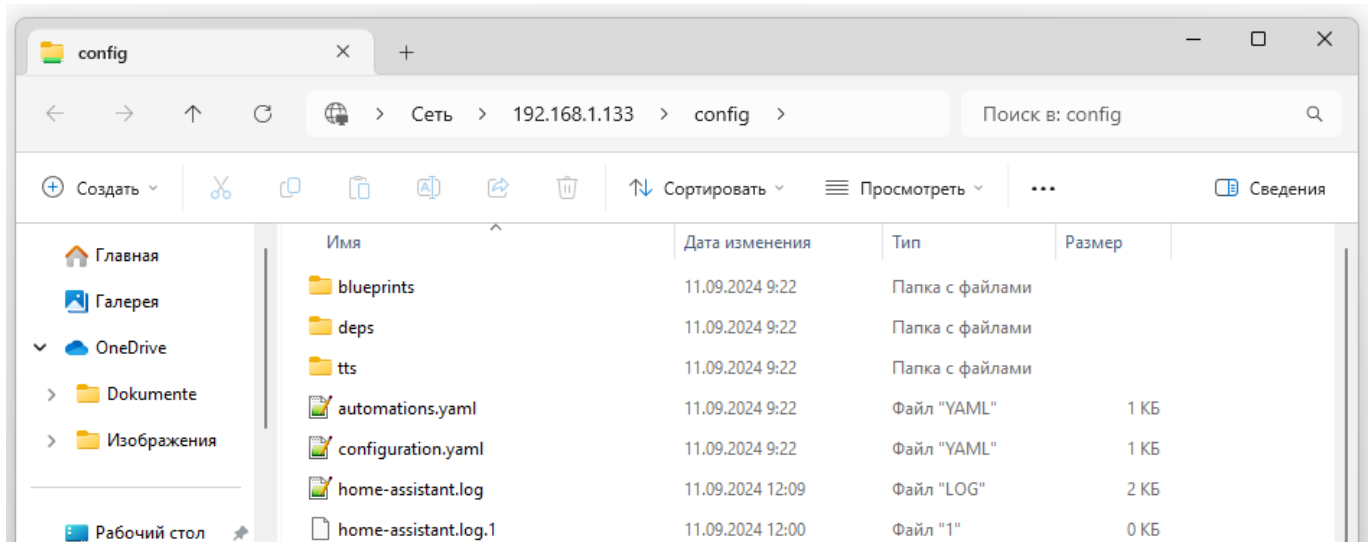 config
Сеть > 192.168.1.133 > config >
Поиск в: config
Создать
Сортировать
Просмотреть
Сведения
Главная
Галерея
OneDrive
Dokumente
Изображения
Рабочий стол
Имя Дата изменения Тип Размер
blueprints 11.09.2024 9:22 Папка с файлами
deps 11.09.2024 9:22 Папка с файлами
tts 11.09.2024 9:22 Папка с файлами
automations.yaml 11.09.2024 9:22 Файл "YAML" 1 КБ
configuration.yaml 11.09.2024 9:22 Файл "YAML" 1 КБ
home-assistant.log 11.09.2024 12:09 Файл "LOG" 2 КБ
home-assistant.log.1 11.09.2024 12:00 Файл "1" 0 КБ